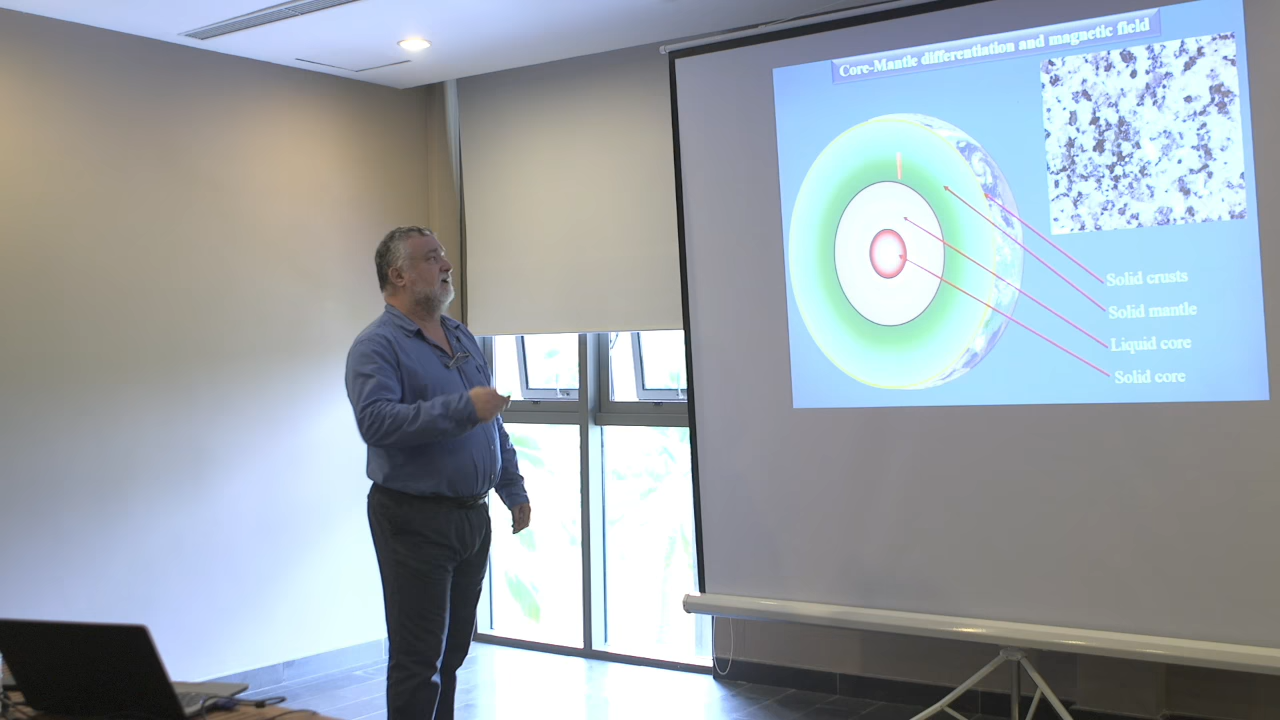 Core-Mantle differentiation and magnetic field
Solid crusts
Solid mantle
Liquid core
Solid core